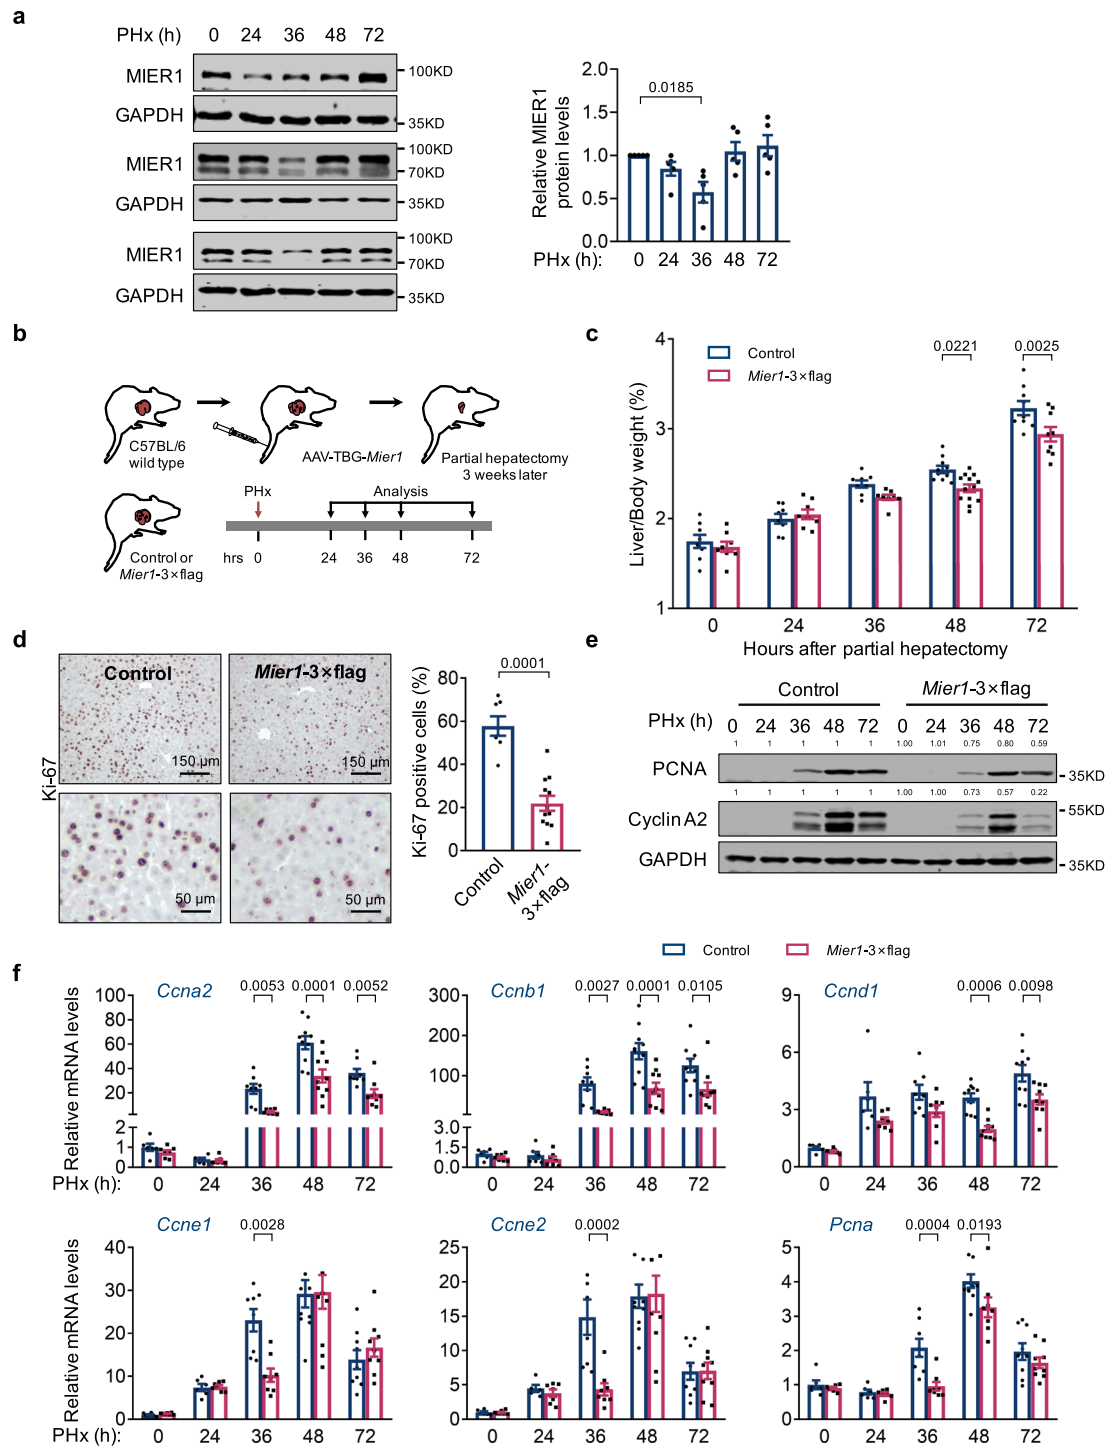 a
PHx (h) 0 24 36 48 72
MIER1 100KD
GAPDH 35KD
MIER1 100KD
70KD
GAPDH 35KD
MIER1 100KD
70KD
GAPDH 35KD
Relative MIER1
protein levels
2.0
1.5
1.0
0.5
0.0
0.0185
PHx (h): 0 24 36 48 72
b
C57BL/6
wild type
AAV-TBG-Mier1
Partial hepatectomy
3 weeks later
Control or
Mier1-3×flag
PHx
Analysis
hrs 0 24 36 48 72
c
Liver/Body weight (%)
4
3
2
1
Control
Mier1-3×flag
0.0221
0.0025
0 24 36 48 72
Hours after partial hepatectomy
d
Ki-67
Control
150 µm
Mier1-3×flag
150 µm
50 µm
50 µm
Ki-67 positive cells (%)
80
60
40
20
0
0.0001
Control
Mier1-
3×flag
e
Control Mier1-3×flag
PHx (h) 0 24 36 48 72 0 24 36 48 72
1 1 1 1 1 1.00 1.01 0.75 0.80 0.59
PCNA 35KD
1 1 1 1 1 1.00 1.00 0.73 0.57 0.22
Cyclin A2 55KD
GAPDH 35KD
f
Control Mier1-3×flag
Relative mRNA levels
Ccna2
0.0053 0.0001 0.0052
100
80
60
40
20
2
1
0
PHx (h): 0 24 36 48 72
Ccnb1
0.0027 0.0001 0.0105
300
200
100
3.0
1.5
0.0
0 24 36 48 72
Ccnd1
0.0006 0.0098
9
6
3
0
0 24 36 48 72
Relative mRNA levels
Ccne1
0.0028
40
30
20
10
0
PHx (h): 0 24 36 48 72
Ccne2
0.0002
25
20
15
10
5
0
0 24 36 48 72
Pcna
0.0004 0.0193
5
4
3
2
1
0
0 24 36 48 72